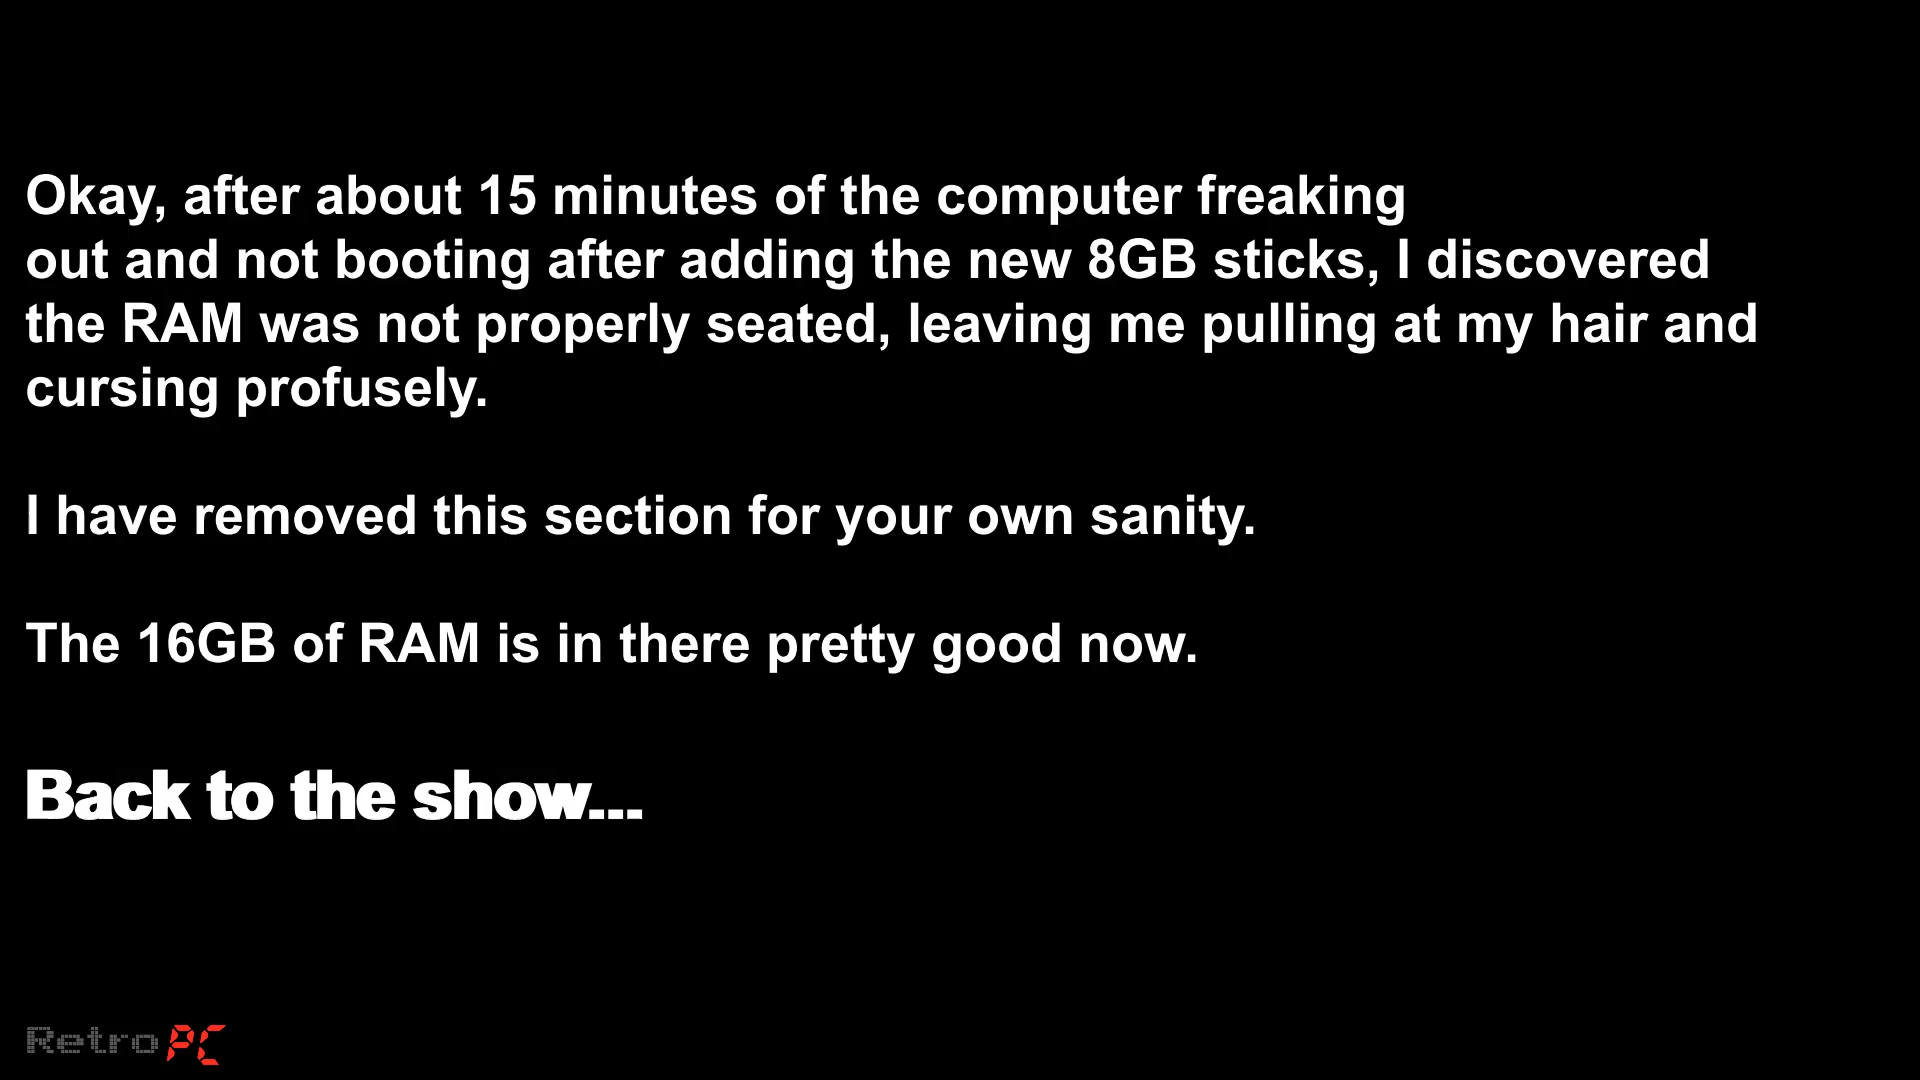 Okay, after about 15 minutes of the computer freaking
out and not booting after adding the new 8GB sticks, I discovered
the RAM was not properly seated, leaving me pulling at my hair and
cursing profusely.
I have removed this section for your own sanity.
The 16GB of RAM is in there pretty good now.
Back to the show...
Retro PC